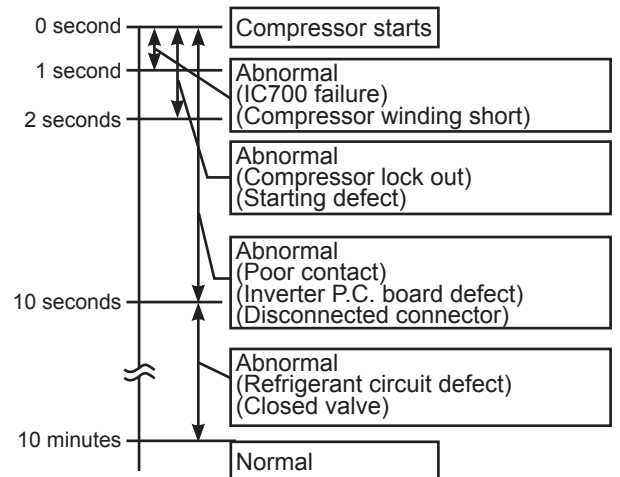 0 second
Compressor starts
1 second
Abnormal
(IC700 failure)
(Compressor winding short)
2 seconds
Abnormal
(Compressor lock out)
(Starting defect)
Abnormal
(Poor contact)
(Inverter P.C. board defect)
(Disconnected connector)
10 seconds
Abnormal
(Refrigerant circuit defect)
(Closed valve)
10 minutes
Normal